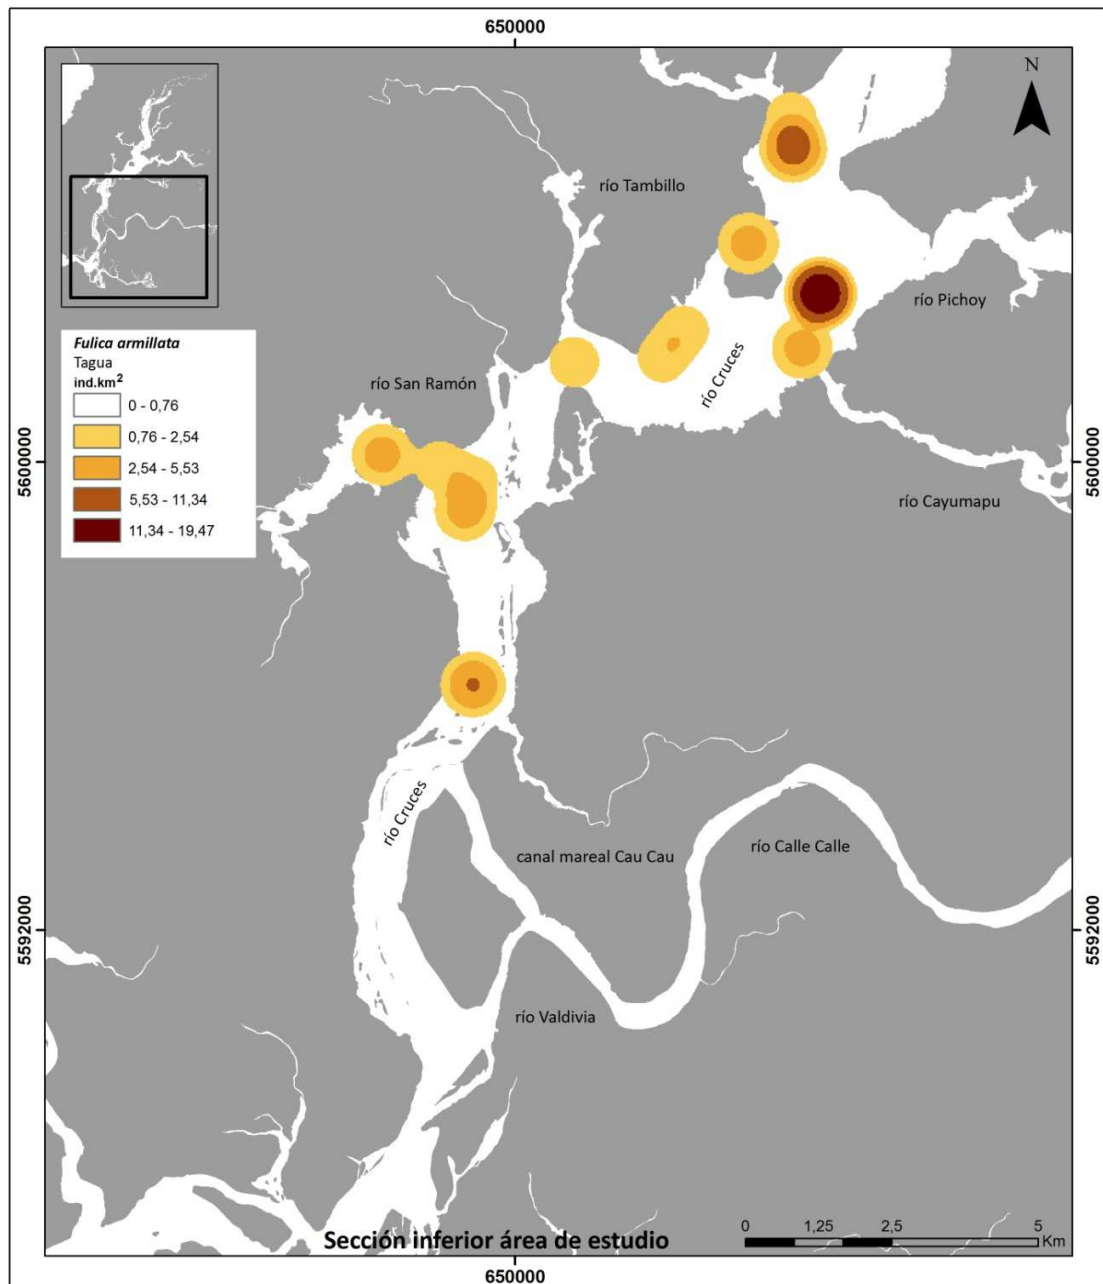 650000
N
río Tambillo
río Pichoy
Fulica armillata
Tagua
ind.km²
0 - 0,76
0,76 - 2,54
2,54 - 5,53
5,53 - 11,34
11,34 - 19,47
río San Ramón
río Cruces
5600000
5600000
río Cayumapu
río Cruces
canal mareal Cau Cau
río Calle Calle
5592000
5592000
río Valdivia
Sección inferior área de estudio
0 1,25 2,5 5
Km
650000